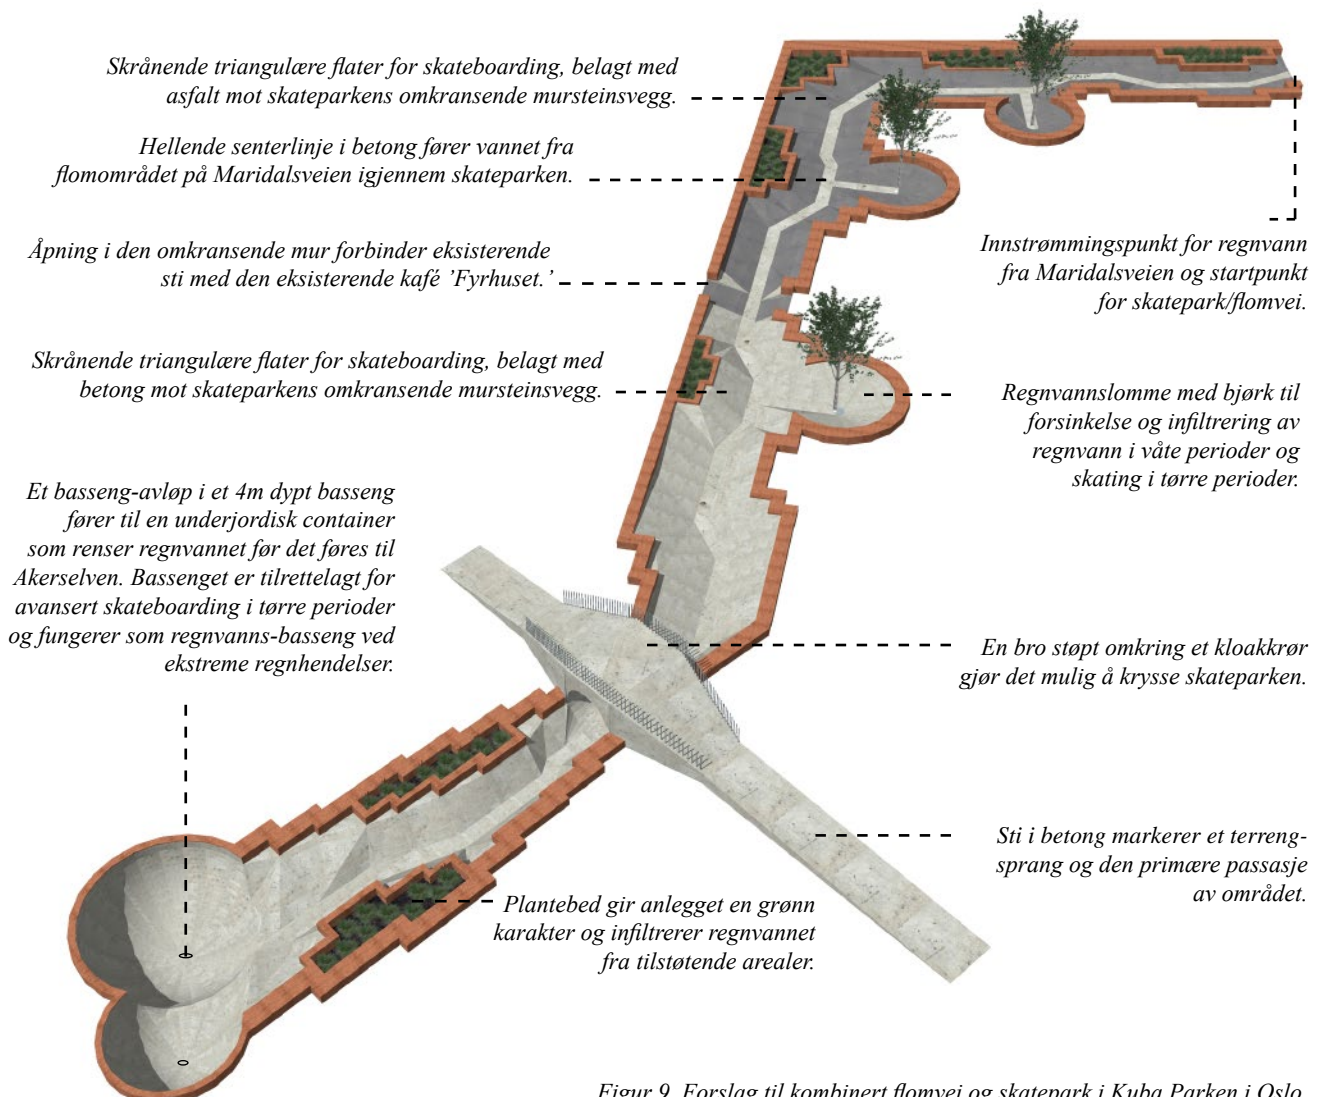 Skrånende triangulære flater for skateboarding, belagt med
asfalt mot skateparkens omkransende mursteinsvegg.
Hellende senterlinje i betong fører vannet fra
flomområdet på Maridalsveien igjennem skateparken.
Åpning i den omkransende mur forbinder eksisterende
sti med den eksisterende kafé 'Fyrhuset.'
Skrånende triangulære flater for skateboarding, belagt med
betong mot skateparkens omkransende mursteinsvegg.
Et basseng-avløp i et 4m dypt basseng
fører til en underjordisk container
som renser regnvannet før det føres til
Akerselven. Bassenget er tilrettelagt for
avansert skateboarding i tørre perioder
og fungerer som regnvanns-basseng ved
ekstreme regnhendelser.
Innstrømmingspunkt for regnvann
fra Maridalsveien og startpunkt
for skatepark/flomvei.
Regnvannslomme med bjørk til
forsinkelse og infiltrering av
regnvann i våte perioder og
skating i tørre perioder.
En bro støpt omkring et kloakkrør
gjør det mulig å krysse skateparken.
Sti i betong markerer et terreng-
sprang og den primære passasje
av området.
Plantebed gir anlegget en grønn
karakter og infiltrerer regnvannet
fra tilstøtende arealer.
Figur 9. Forslag til kombinert flomvei og skatepark i Kuba Parken i Oslo.